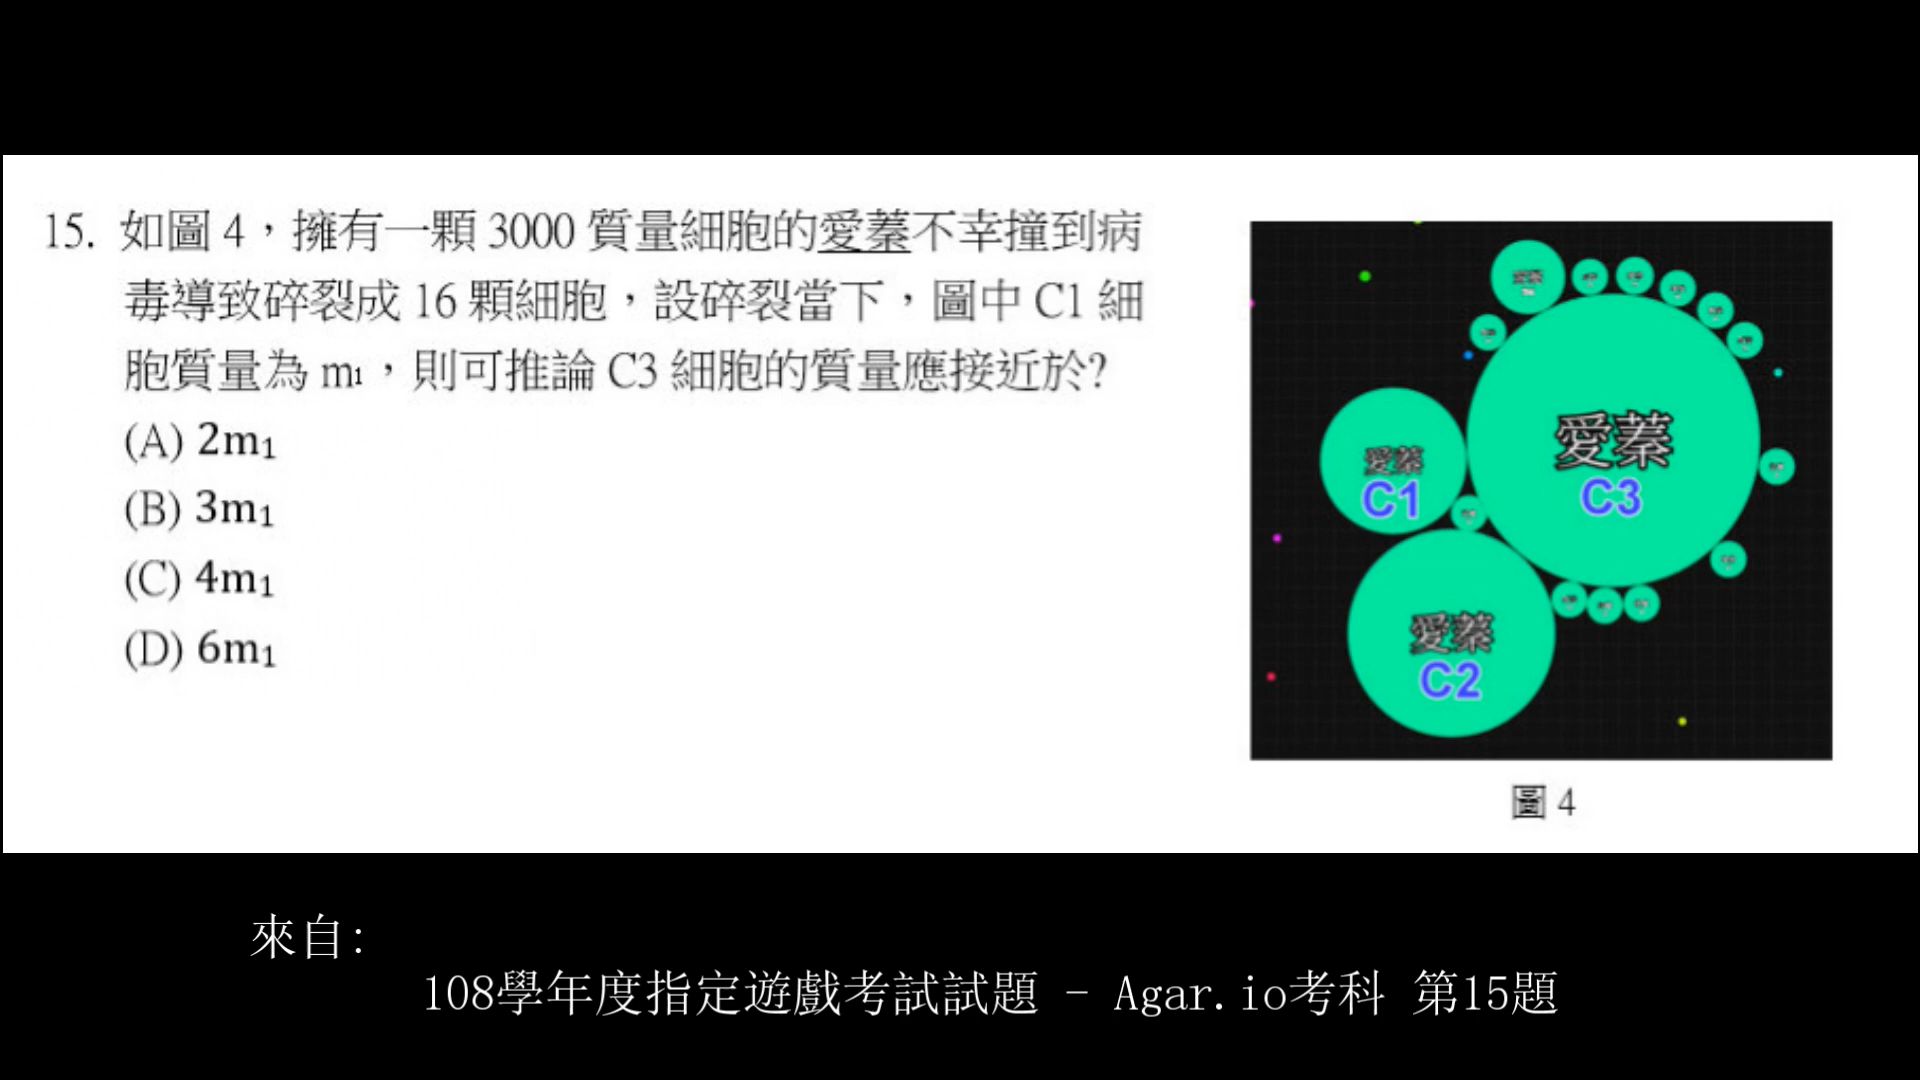 15. 如圖 4，擁有一顆 3000 質量細胞的愛蓁不幸撞到病
毒導致碎裂成 16 顆細胞，設碎裂當下，圖中 C1 細
胞質量為 m₁，則可推論 C3 細胞的質量應接近於?
(A) 2m₁
(B) 3m₁
(C) 4m₁
(D) 6m₁
愛蓁
愛蓁
C3
愛蓁
C1
愛蓁
C2
圖 4
來自:
108學年度指定遊戲考試試題 - Agar.io考科 第15題